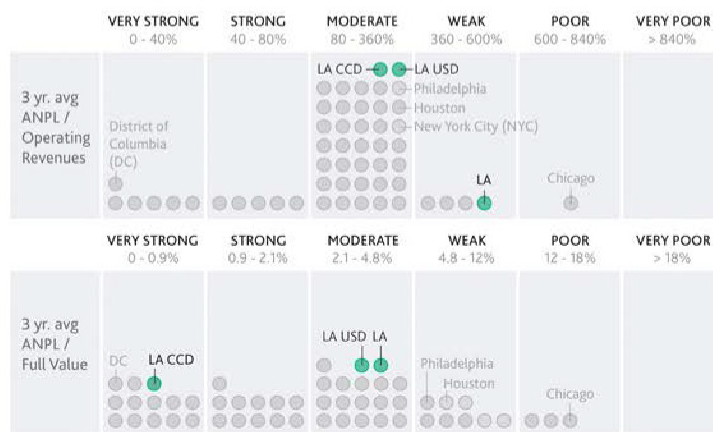 VERY STRONG STRONG MODERATE WEAK POOR VERY POOR
0 - 40% 40 - 80% 80 - 360% 360 - 600% 600 - 840% > 840%
3 yr. avg
ANPL /
Operating
Revenues
District of
Columbia
(DC)
LA CCD LA USD
Philadelphia
Houston
New York City (NYC)
LA
Chicago
VERY STRONG STRONG MODERATE WEAK POOR VERY POOR
0 - 0.9% 0.9 - 2.1% 2.1 - 4.8% 4.8 - 12% 12 - 18% > 18%
3 yr. avg
ANPL /
Full Value
DC LA CCD
LA USD LA
Philadelphia
Houston
Chicago